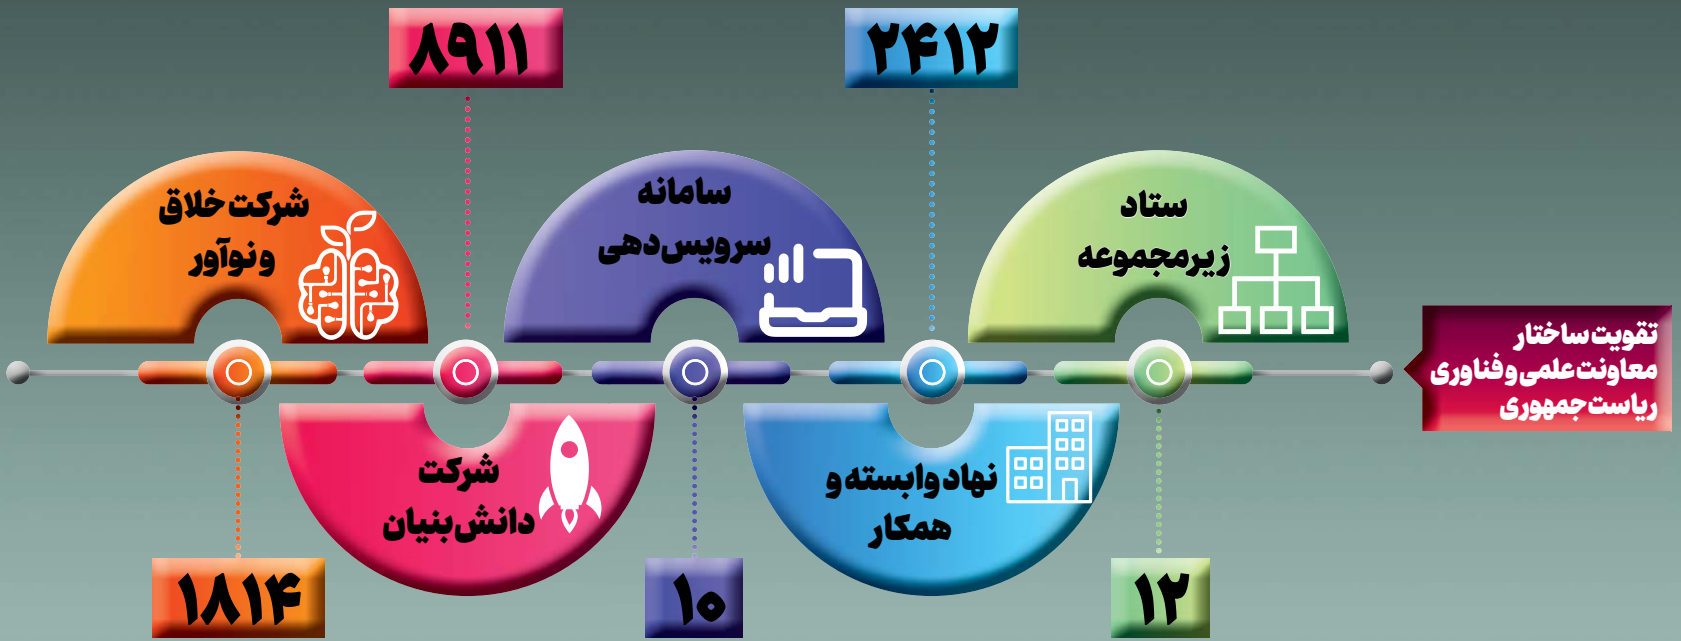 تقویت ساختار
معاونت علمی و فناوری
ریاست جمهوری
ستاد
زیرمجموعه
۱۲
۲۴۱۲
نهاد وابسته و
همکار
سامانه
سرویس‌دهی
۱۰
۸۹۱۱
شرکت
دانش‌بنیان
شرکت خلاق
و نوآور
۱۸۱۴